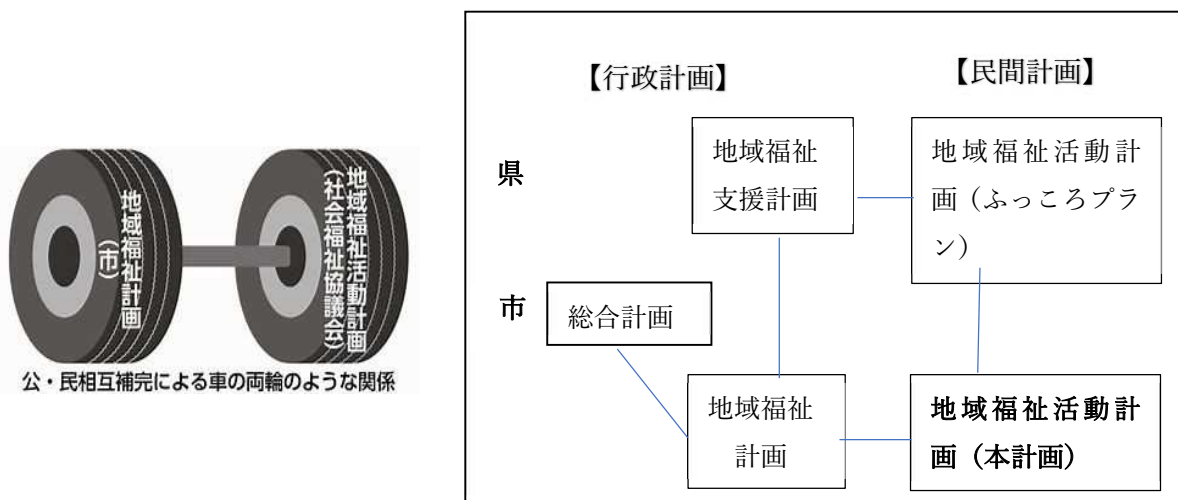 地域福祉計画
(市)
地域福祉活動計画
(社会福祉協議会)
公・民相互補完による車の両輪のような関係
【行政計画】
【民間計画】
県
地域福祉
支援計画
地域福祉活動計
画（ふっころプラ
ン）
市
総合計画
地域福祉
計画
地域福祉活動計
画（本計画）